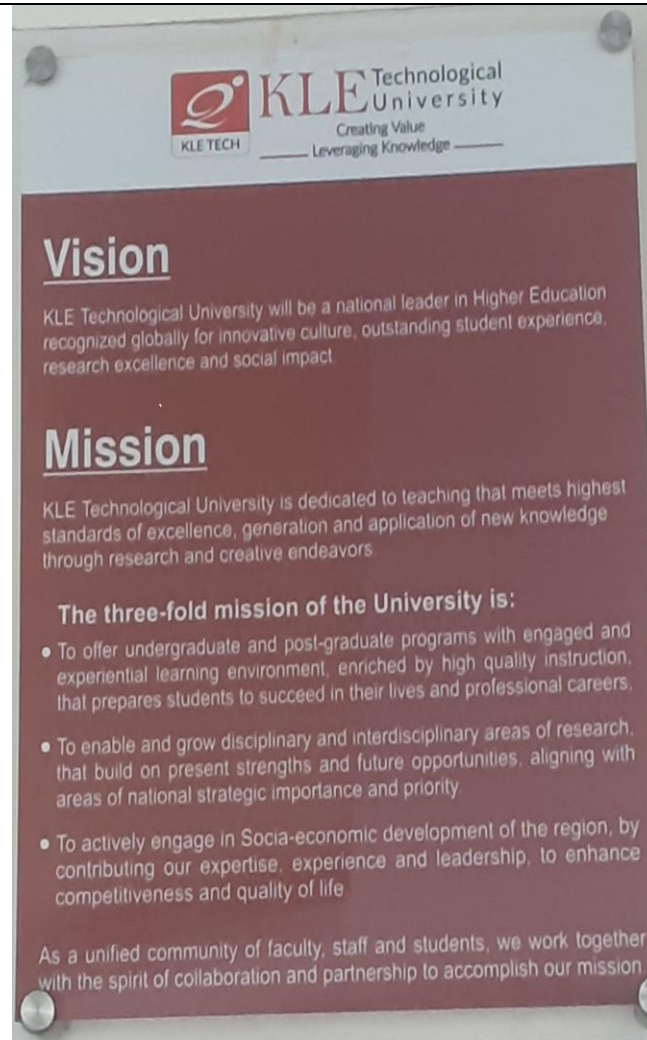 KLE Technological University
KLE TECH
Creating Value
Leveraging Knowledge
Vision
KLE Technological University will be a national leader in Higher Education
recognized globally for innovative culture, outstanding student experience,
research excellence and social impact.
Mission
KLE Technological University is dedicated to teaching that meets highest
standards of excellence, generation and application of new knowledge
through research and creative endeavors.
The three-fold mission of the University is:
• To offer undergraduate and post-graduate programs with engaged and
experiential learning environment, enriched by high quality instruction,
that prepares students to succeed in their lives and professional careers.
• To enable and grow disciplinary and interdisciplinary areas of research,
that build on present strengths and future opportunities, aligning with
areas of national strategic importance and priority.
• To actively engage in Socia-economic development of the region, by
contributing our expertise, experience and leadership, to enhance
competitiveness and quality of life.
As a unified community of faculty, staff and students, we work together
with the spirit of collaboration and partnership to accomplish our mission